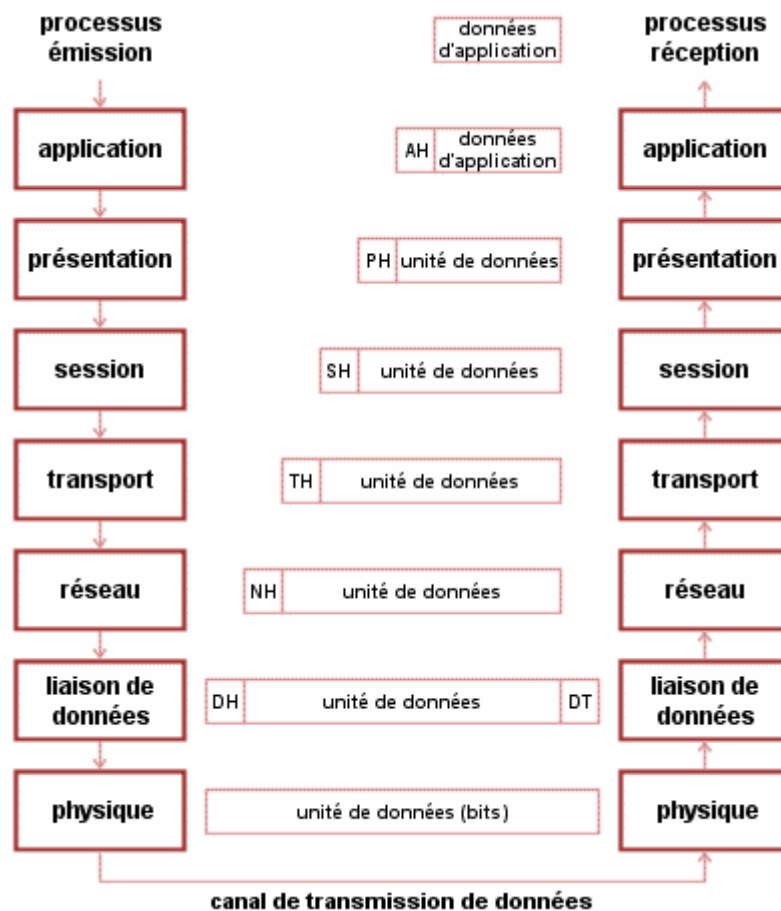 processus
émission
données
d'application
processus
réception
application
AH
données
d'application
application
présentation
PH
unité de données
présentation
session
SH
unité de données
session
transport
TH
unité de données
transport
réseau
NH
unité de données
réseau
liaison de
données
DH
unité de données
DT
liaison de
données
physique
unité de données (bits)
physique
canal de transmission de données